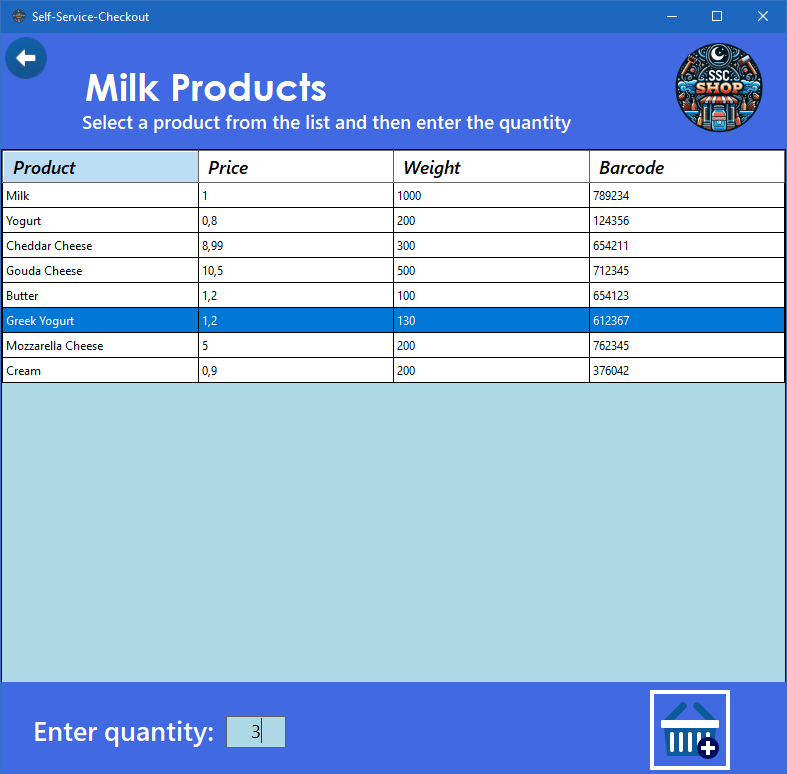 Self-Service-Checkout
Milk Products
Select a product from the list and then enter the quantity
SSC.
SHOP
Product Price Weight Barcode
Milk 1 1000 789234
Yogurt 0,8 200 124356
Cheddar Cheese 8,99 300 654211
Gouda Cheese 10,5 500 712345
Butter 1,2 100 654123
Greek Yogurt 1,2 130 612367
Mozzarella Cheese 5 200 762345
Cream 0,9 200 376042
Enter quantity: 3